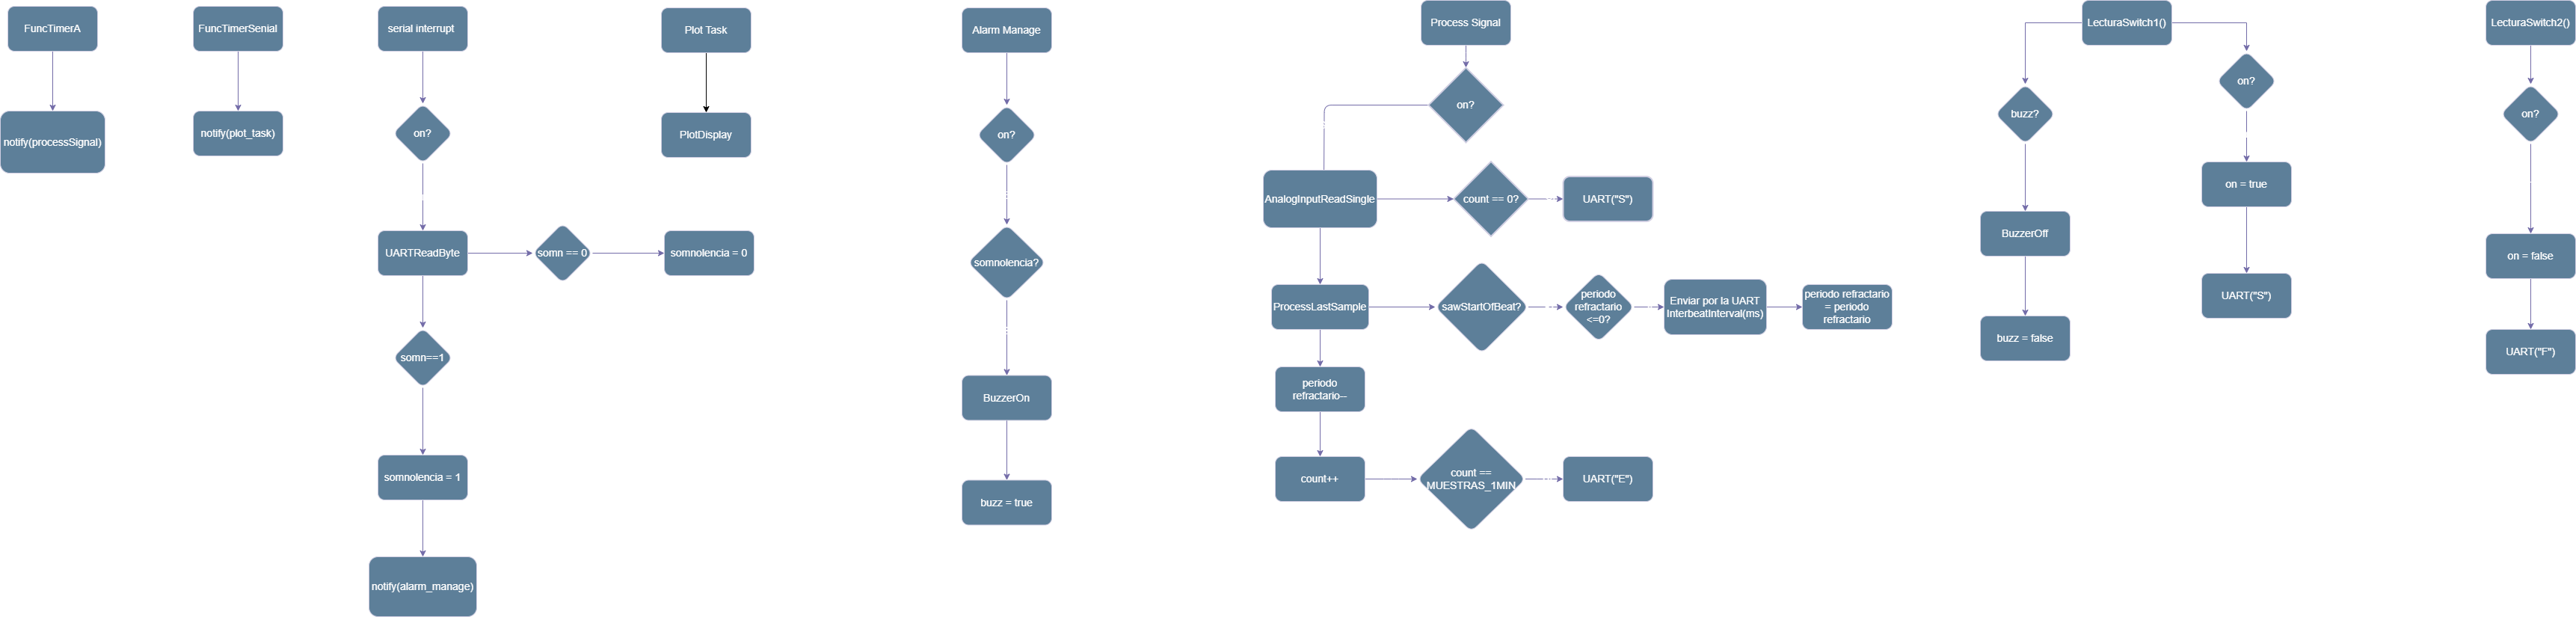 FuncTimerA
notify(processSignal)
FuncTimerSenial
notify(plot_task)
serial interrupt
on?
UARTReadByte
somn == 0
somnolencia = 0
somn==1
somnolencia = 1
notify(alarm_manage)
Plot Task
PlotDisplay
Alarm Manage
on?
somnolencia?
BuzzerOn
buzz = true
Process Signal
on?
AnalogInputReadSingle
count == 0?
UART("S")
ProcessLastSample
sawStartOfBeat?
periodo
refractario
<=0?
Enviar por la UART
InterbeatInterval(ms)
periodo refractario
= periodo
refractario
periodo
refractario--
count++
count ==
MUESTRAS_1MIN
UART("E")
LecturaSwitch1()
buzz?
BuzzerOff
buzz = false
on?
on = true
UART("S")
LecturaSwitch2()
on?
on = false
UART("F")